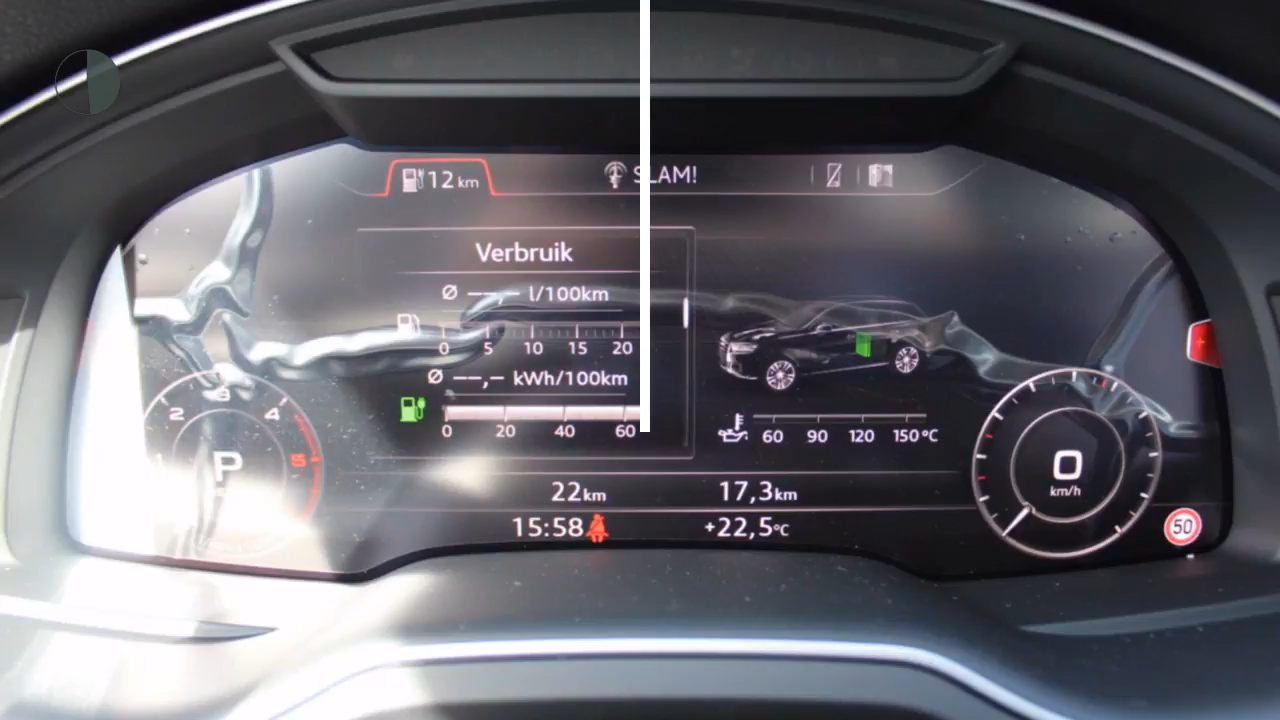 12 km SLAM!
Verbruik
Ø ––,– l/100km
0 5 10 15 20
Ø ––,– kWh/100km
0 20 40 60
60 90 120 150 °C
1 2 3 4 5
P
0
km/h
22 km 17,3 km
15:58 +22,5 °C
50